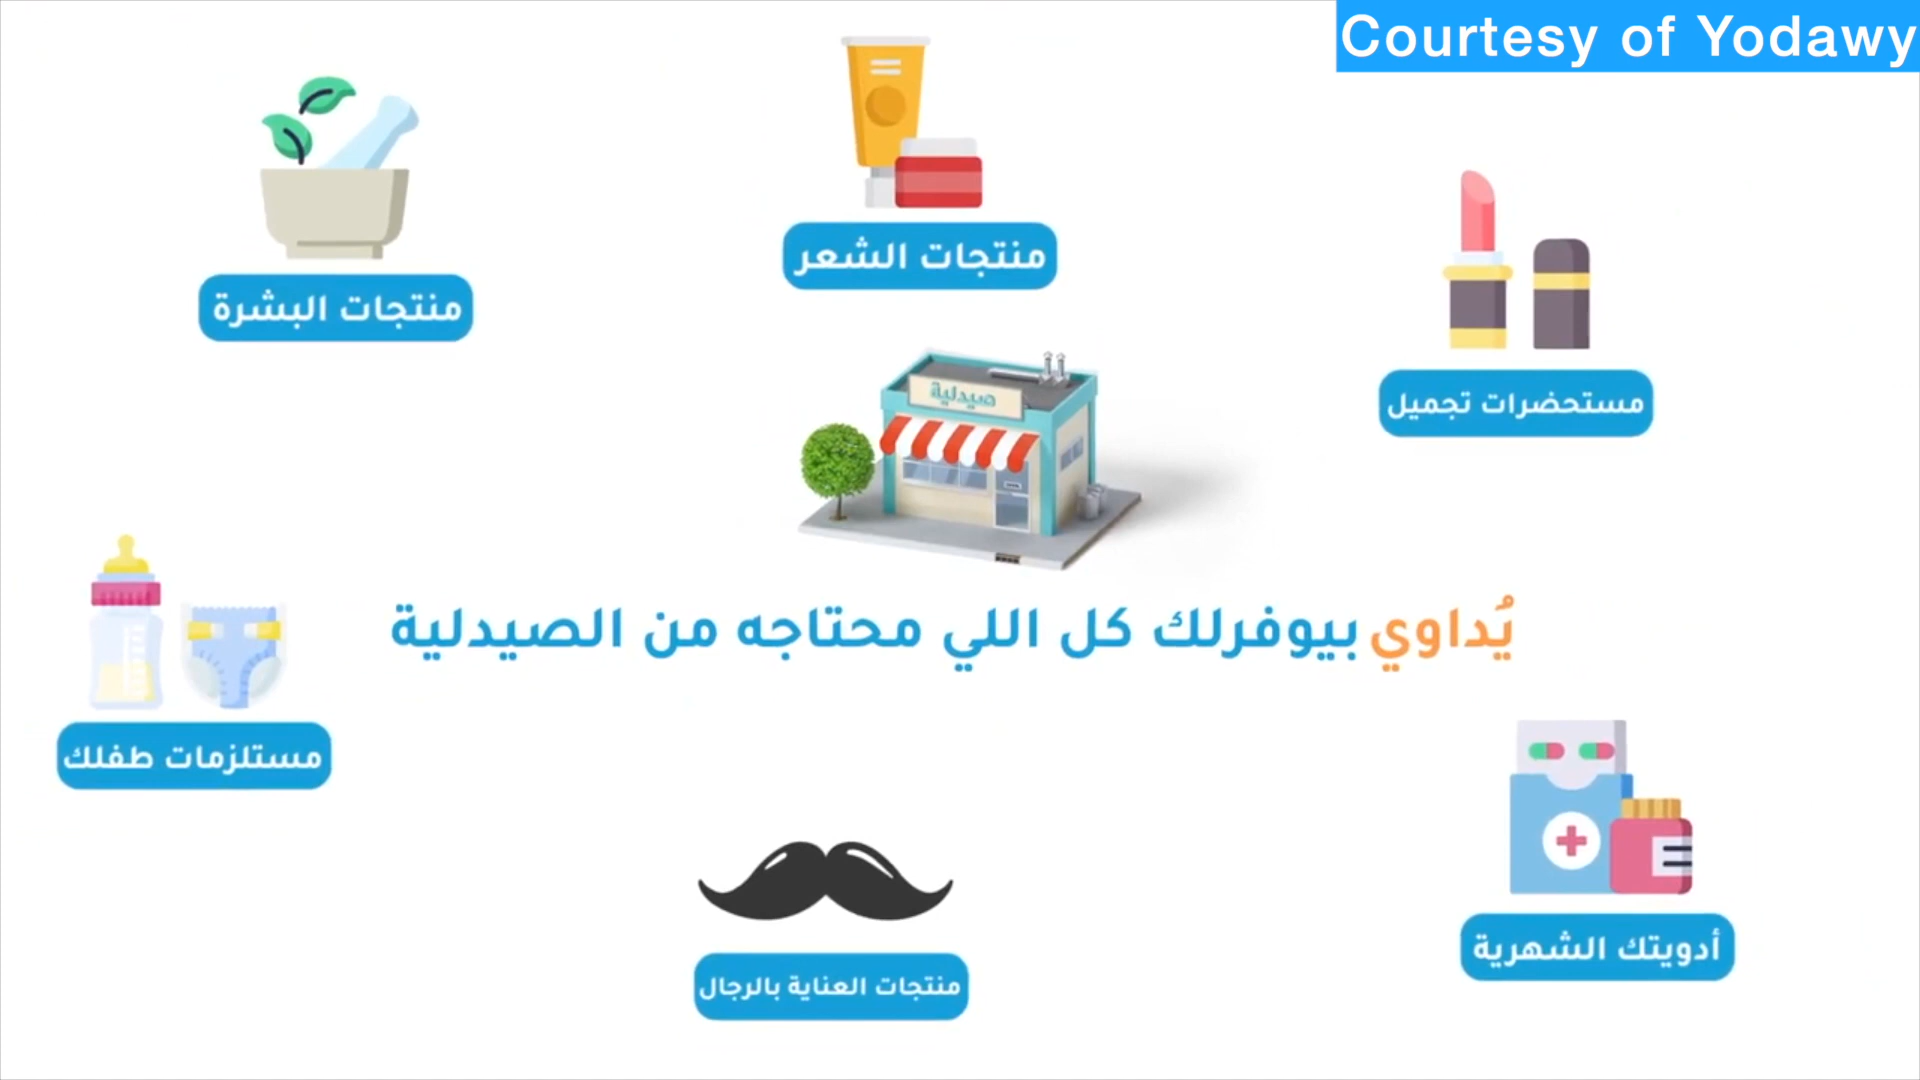 Courtesy of Yodawy
منتجات الشعر
منتجات البشرة
مستحضرات تجميل
صيدلية
يُداوي بيوفرلك كل اللي محتاجه من الصيدلية
مستلزمات طفلك
أدويتك الشهرية
منتجات العناية بالرجال